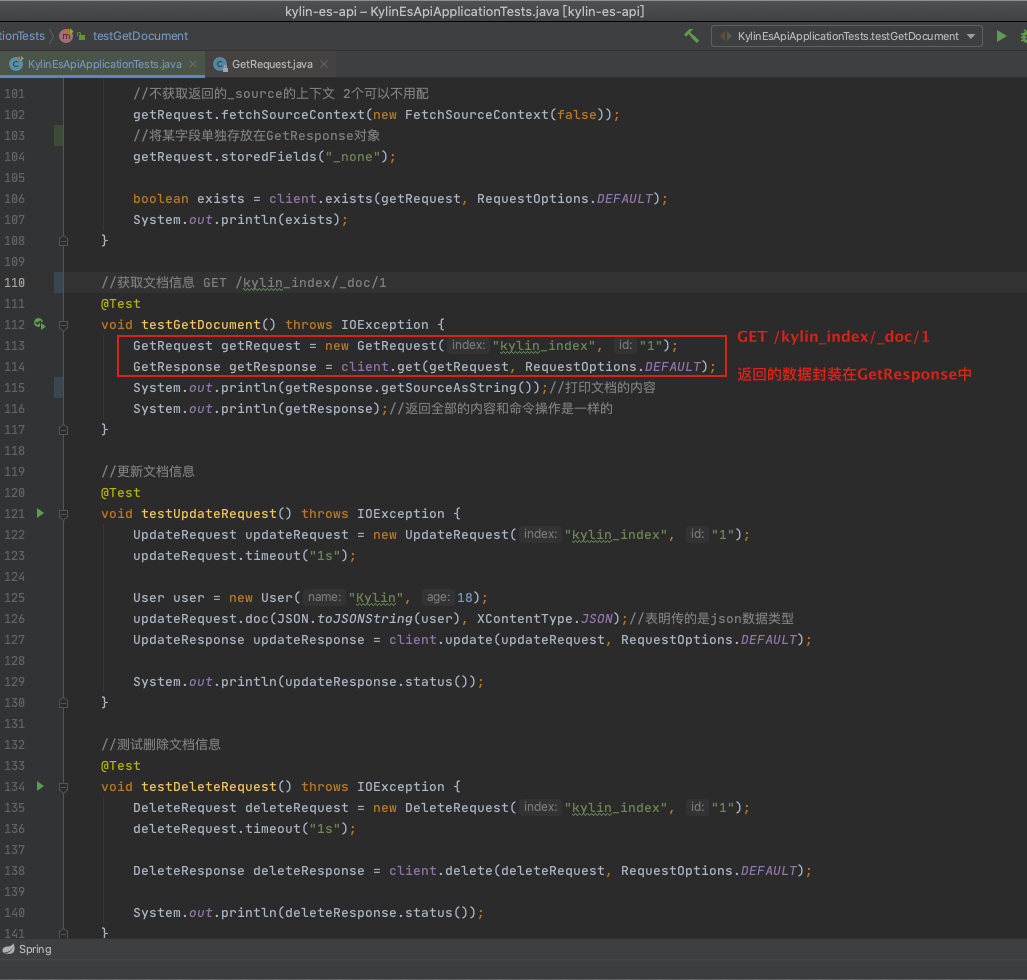 kylin-es-api – KylinEsApiApplicationTests.java [kylin-es-api]
ionTests 〉 m testGetDocument KylinEsApiApplicationTests.testGetDocument
KylinEsApiApplicationTests.java × GetRequest.java ×
101 //不获取返回的_source的上下文 2个可以不用配
102 getRequest.fetchSourceContext(new FetchSourceContext(false));
103 //将某字段单独存放在GetResponse对象
104 getRequest.storedFields("_none");
105
106 boolean exists = client.exists(getRequest, RequestOptions.DEFAULT);
107 System.out.println(exists);
108 }
109
110 //获取文档信息 GET /kylin_index/_doc/1
111 @Test
112 void testGetDocument() throws IOException {
113 GetRequest getRequest = new GetRequest( index: "kylin_index", id: "1"); GET /kylin_index/_doc/1
114 GetResponse getResponse = client.get(getRequest, RequestOptions.DEFAULT); 返回的数据封装在GetResponse中
115 System.out.println(getResponse.getSourceAsString());//打印文档的内容
116 System.out.println(getResponse);//返回全部的内容和命令操作是一样的
117 }
118
119 //更新文档信息
120 @Test
121 void testUpdateRequest() throws IOException {
122 UpdateRequest updateRequest = new UpdateRequest( index: "kylin_index", id: "1");
123 updateRequest.timeout("1s");
124
125 User user = new User( name: "Kylin", age: 18);
126 updateRequest.doc(JSON.toJSONString(user), XContentType.JSON);//表明传的是json数据类型
127 UpdateResponse updateResponse = client.update(updateRequest, RequestOptions.DEFAULT);
128
129 System.out.println(updateResponse.status());
130 }
131
132 //测试删除文档信息
133 @Test
134 void testDeleteRequest() throws IOException {
135 DeleteRequest deleteRequest = new DeleteRequest( index: "kylin_index", id: "1");
136 deleteRequest.timeout("1s");
137
138 DeleteResponse deleteResponse = client.delete(deleteRequest, RequestOptions.DEFAULT);
139
140 System.out.println(deleteResponse.status());
141 }
Spring